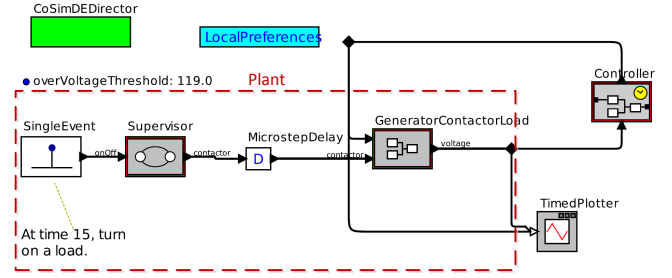 CoSimDEDirector
LocalPreferences
overVoltageThreshold: 119.0
Plant
Controller
SingleEvent
Supervisor
MicrostepDelay
GeneratorContactorLoad
onOff
contactor
D
contactor
voltage
TimedPlotter
At time 15, turn
on a load.